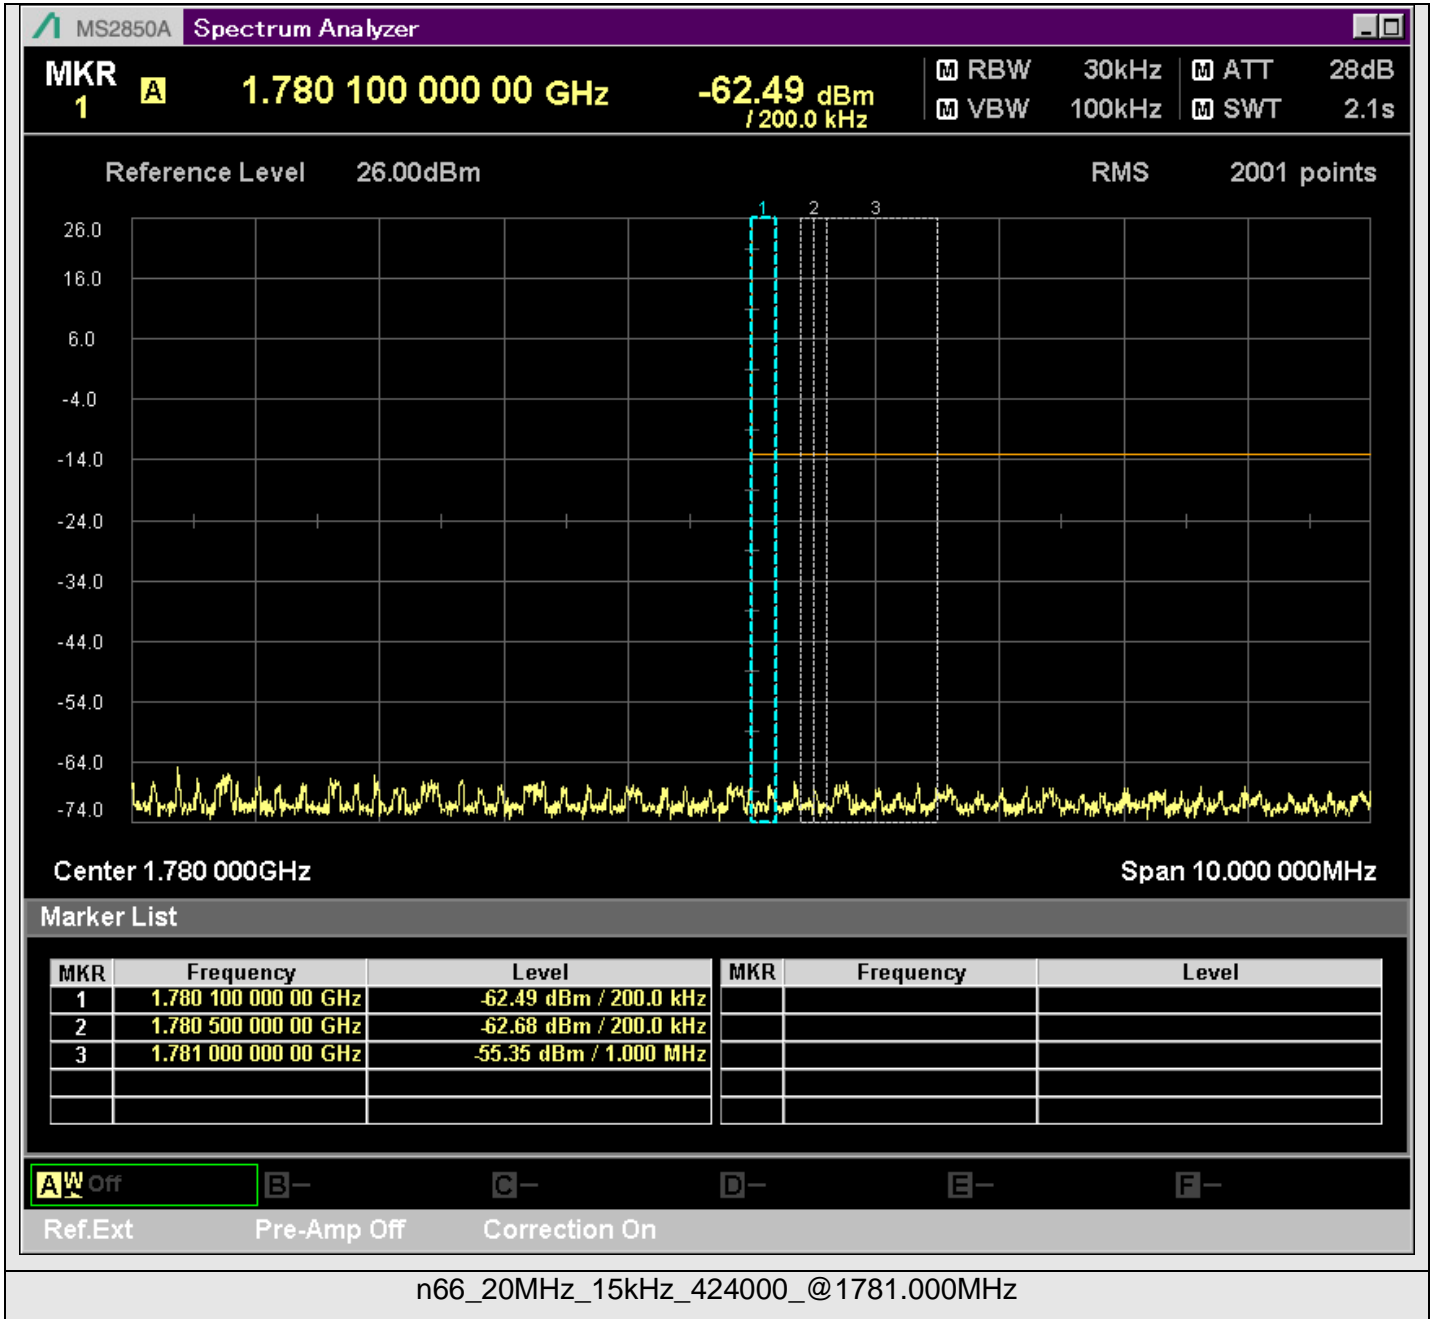 MS2850A Spectrum Analyzer
MKR 1 A 1.780 100 000 00 GHz -62.49 dBm / 200.0 kHz
M RBW 30kHz M ATT 28dB
M VBW 100kHz M SWT 2.1s
Reference Level 26.00dBm RMS 2001 points
1 2 3
26.0
16.0
6.0
-4.0
-14.0
-24.0
-34.0
-44.0
-54.0
-64.0
-74.0
Center 1.780 000GHz Span 10.000 000MHz
Marker List
MKR Frequency Level MKR Frequency Level
1 1.780 100 000 00 GHz -62.49 dBm / 200.0 kHz
2 1.780 500 000 00 GHz -62.68 dBm / 200.0 kHz
3 1.781 000 000 00 GHz -55.35 dBm / 1.000 MHz
A W Off B – C – D – E – F –
Ref.Ext Pre-Amp Off Correction On
n66_20MHz_15kHz_424000_@1781.000MHz